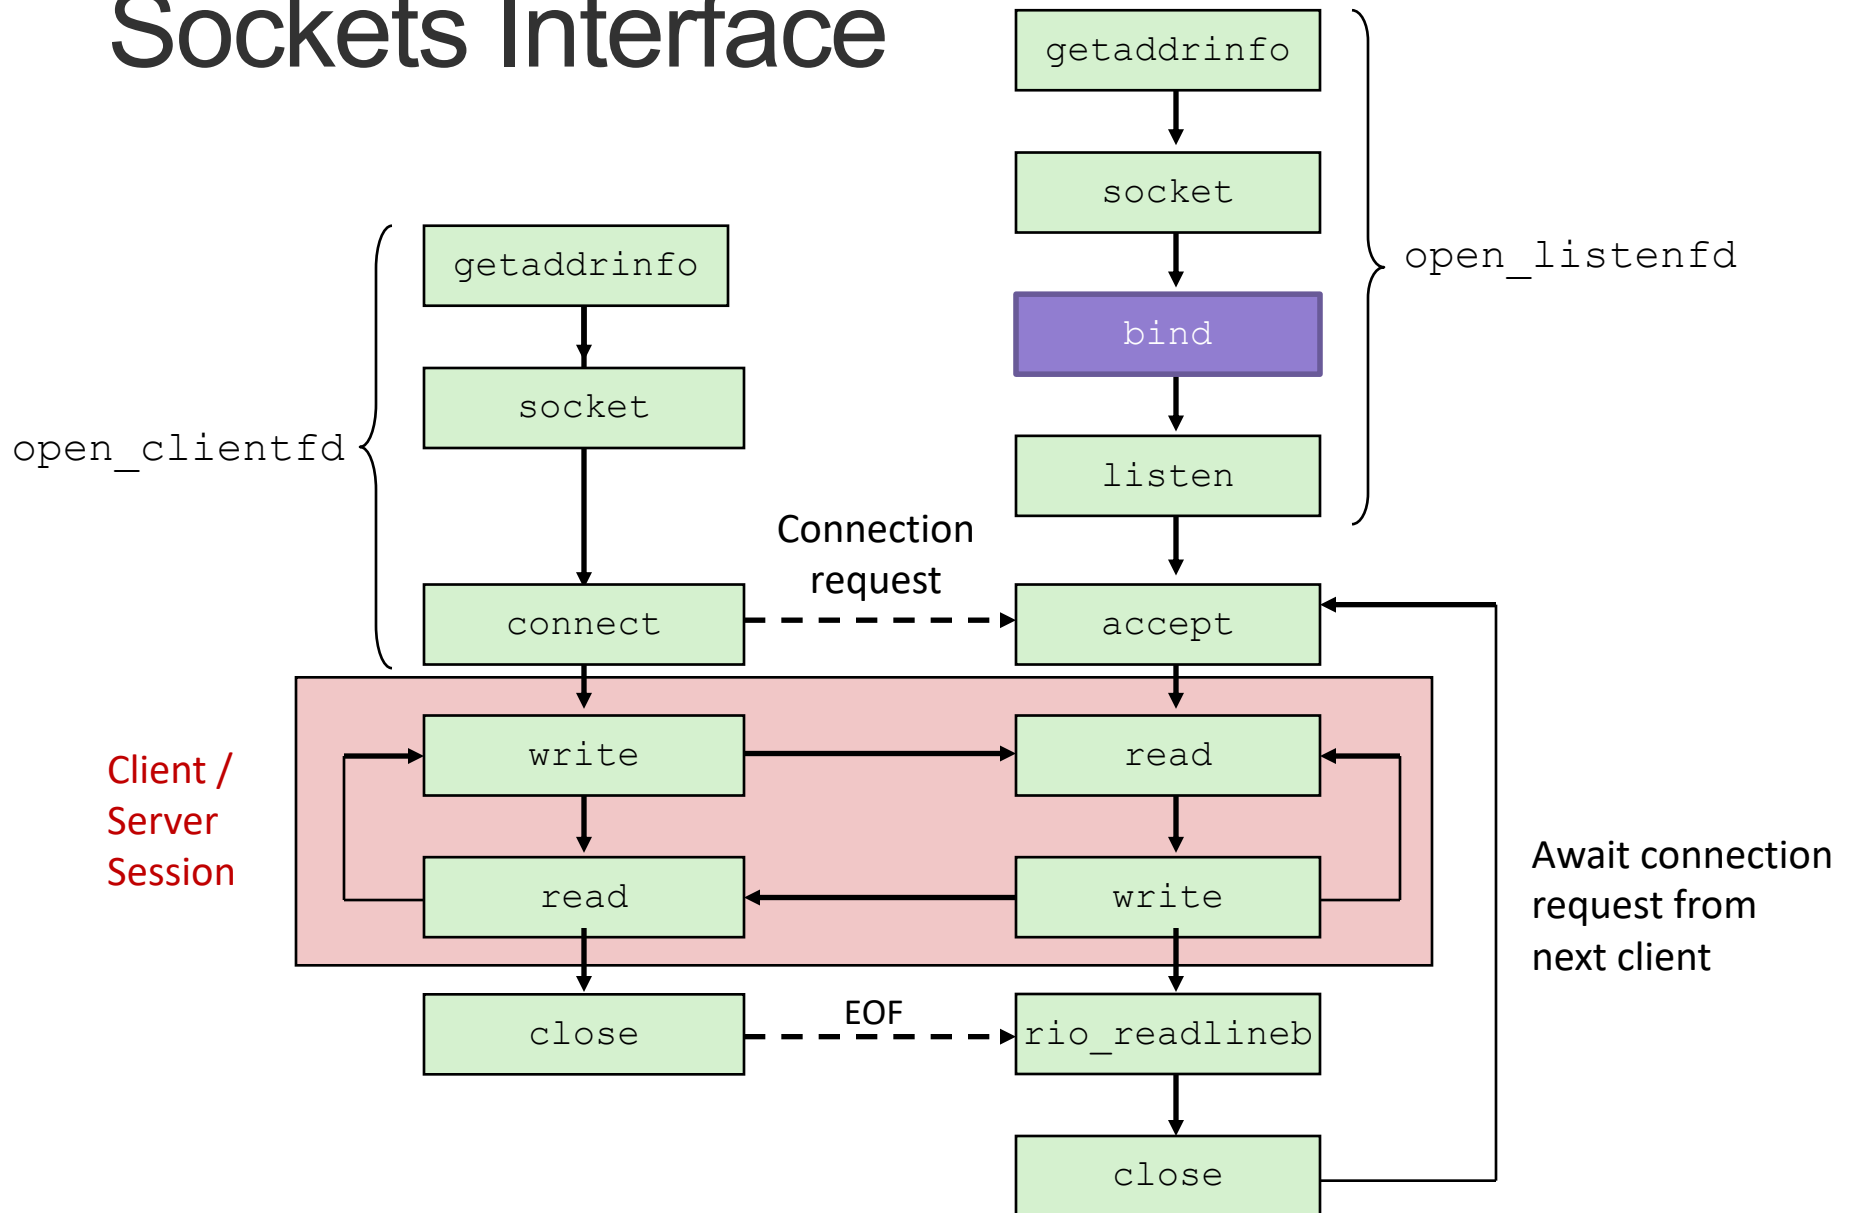 Sockets Interface
getaddrinfo
socket
bind
listen
open_listenfd
getaddrinfo
socket
open_clientfd
connect
Connection
request
accept
Client /
Server
Session
write
read
read
write
Await connection
request from
next client
close
EOF
rio_readlineb
close